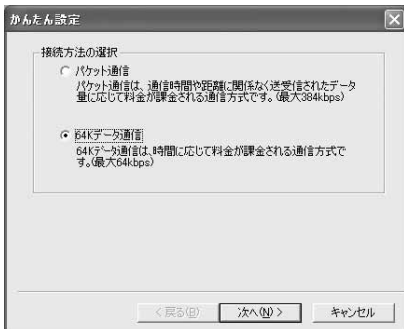 かんたん設定
接続方法の選択
パケット通信
パケット通信は、通信時間や距離に関係なく送受信されたデータ
量に応じて料金が課金される通信方式です。(最大384kbps)
64Kデータ通信
64Kデータ通信は、時間に応じて料金が課金される通信方式で
す。(最大64kbps)
< 戻る(B)
次へ(N) >
キャンセル